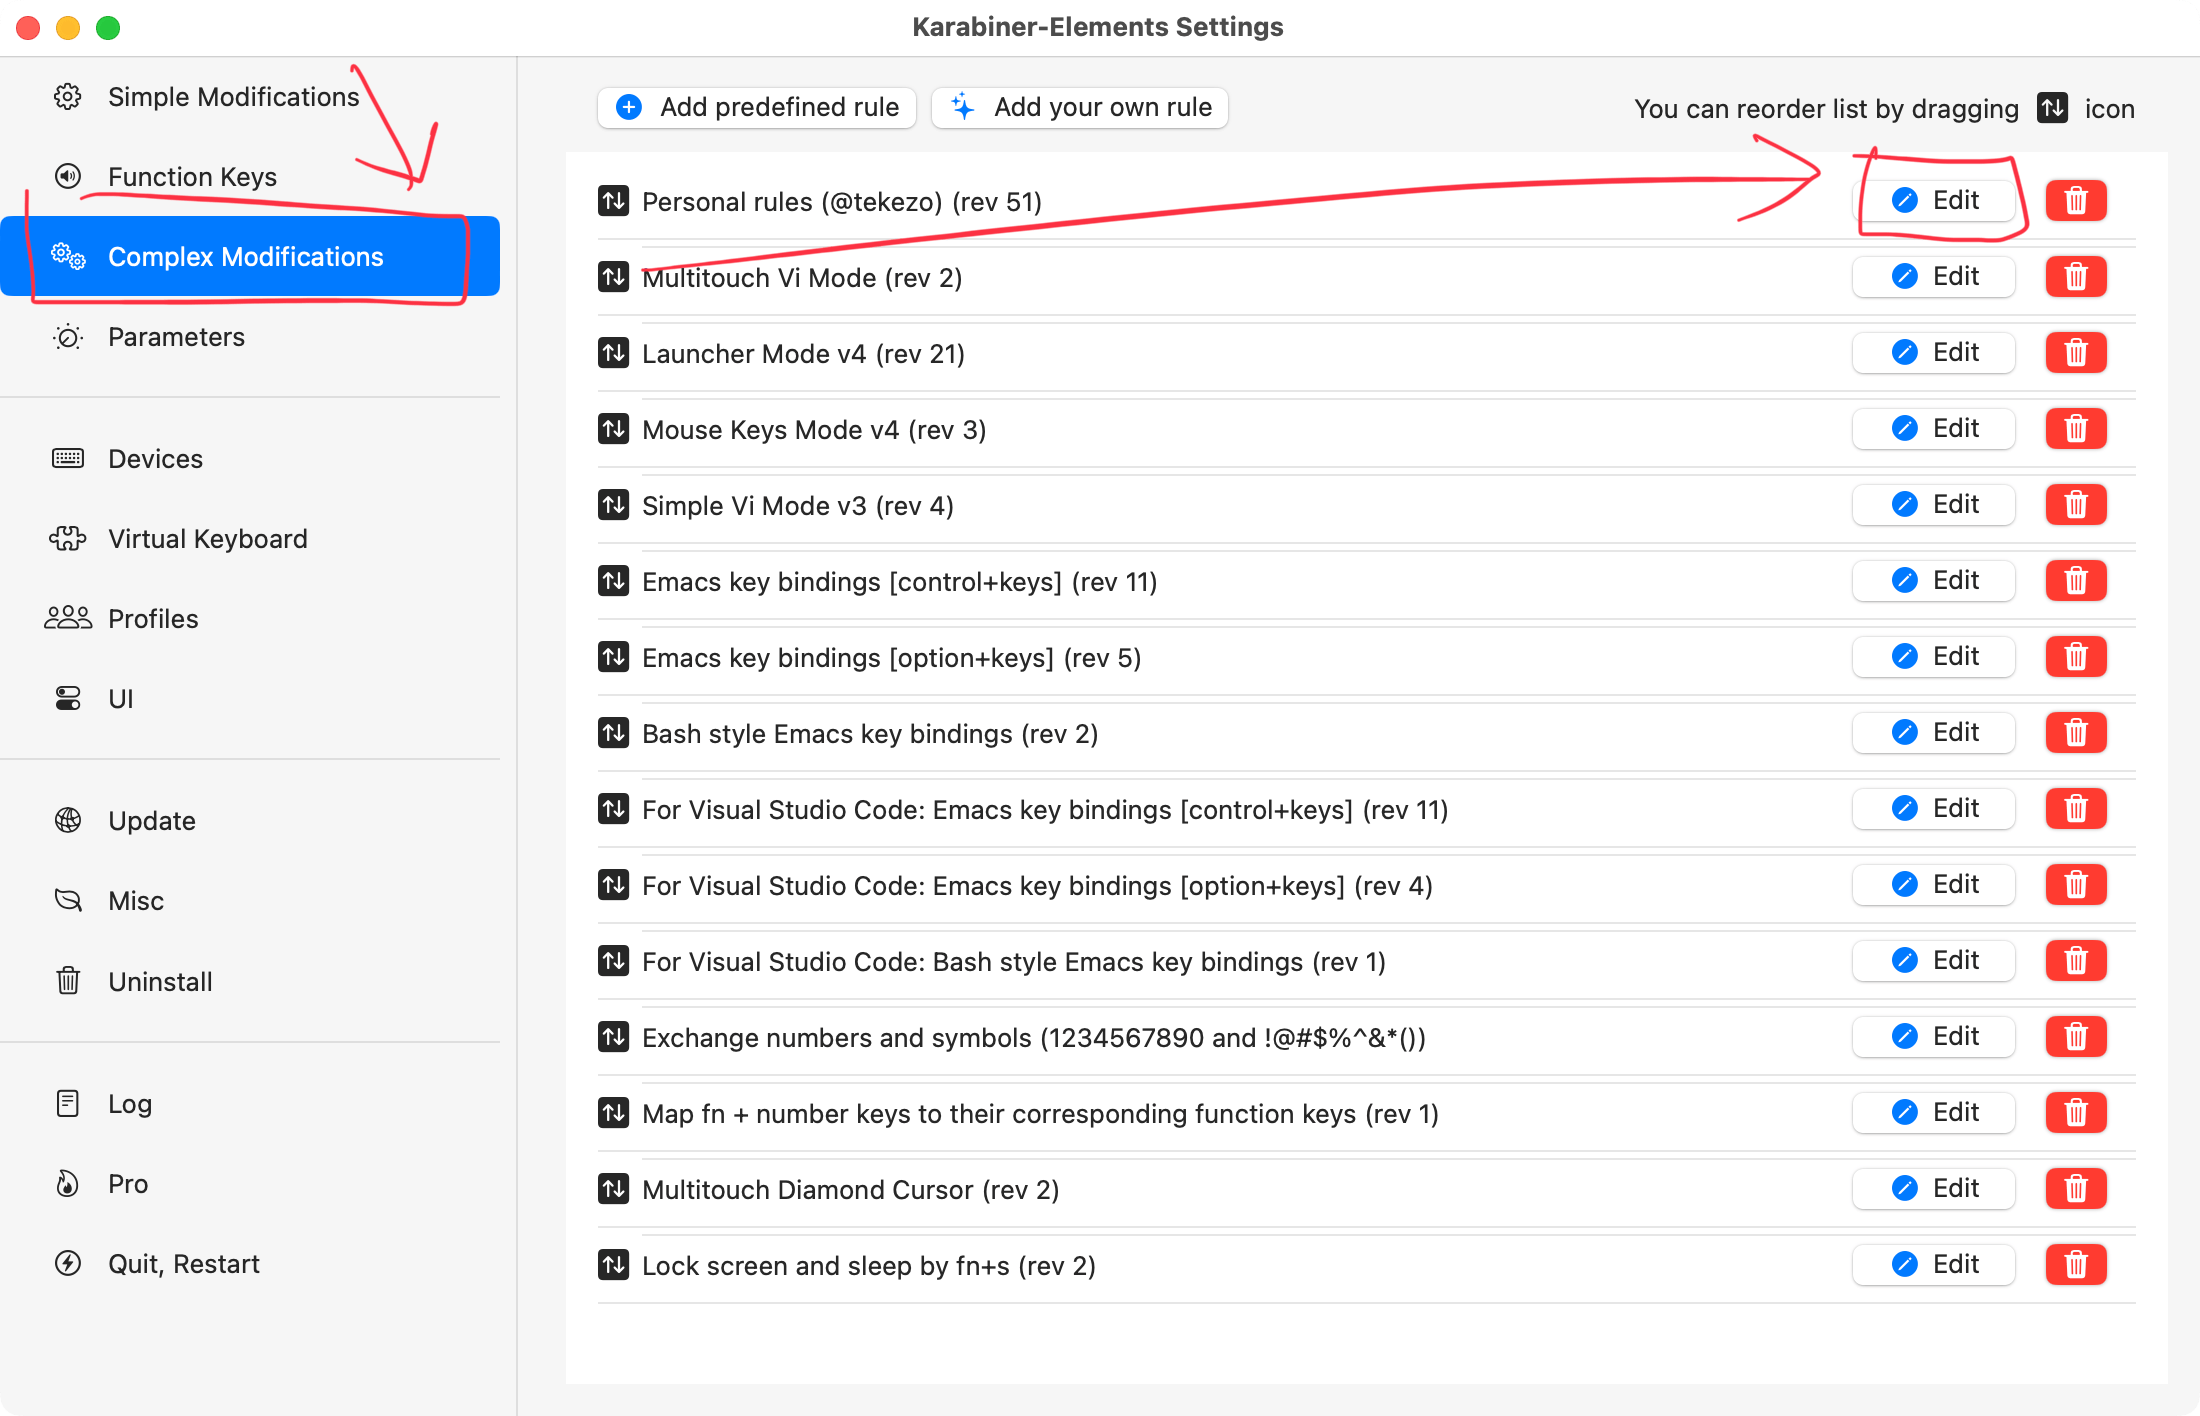 Karabiner-Elements Settings
Simple Modifications
Function Keys
Complex Modifications
Parameters
Devices
Virtual Keyboard
Profiles
UI
Update
Misc
Uninstall
Log
Pro
Quit, Restart
Add predefined rule
Add your own rule
You can reorder list by dragging icon
Personal rules (@tekezo) (rev 51) Edit
Multitouch Vi Mode (rev 2) Edit
Launcher Mode v4 (rev 21) Edit
Mouse Keys Mode v4 (rev 3) Edit
Simple Vi Mode v3 (rev 4) Edit
Emacs key bindings [control+keys] (rev 11) Edit
Emacs key bindings [option+keys] (rev 5) Edit
Bash style Emacs key bindings (rev 2) Edit
For Visual Studio Code: Emacs key bindings [control+keys] (rev 11) Edit
For Visual Studio Code: Emacs key bindings [option+keys] (rev 4) Edit
For Visual Studio Code: Bash style Emacs key bindings (rev 1) Edit
Exchange numbers and symbols (1234567890 and !@#$%^&*()) Edit
Map fn + number keys to their corresponding function keys (rev 1) Edit
Multitouch Diamond Cursor (rev 2) Edit
Lock screen and sleep by fn+s (rev 2) Edit